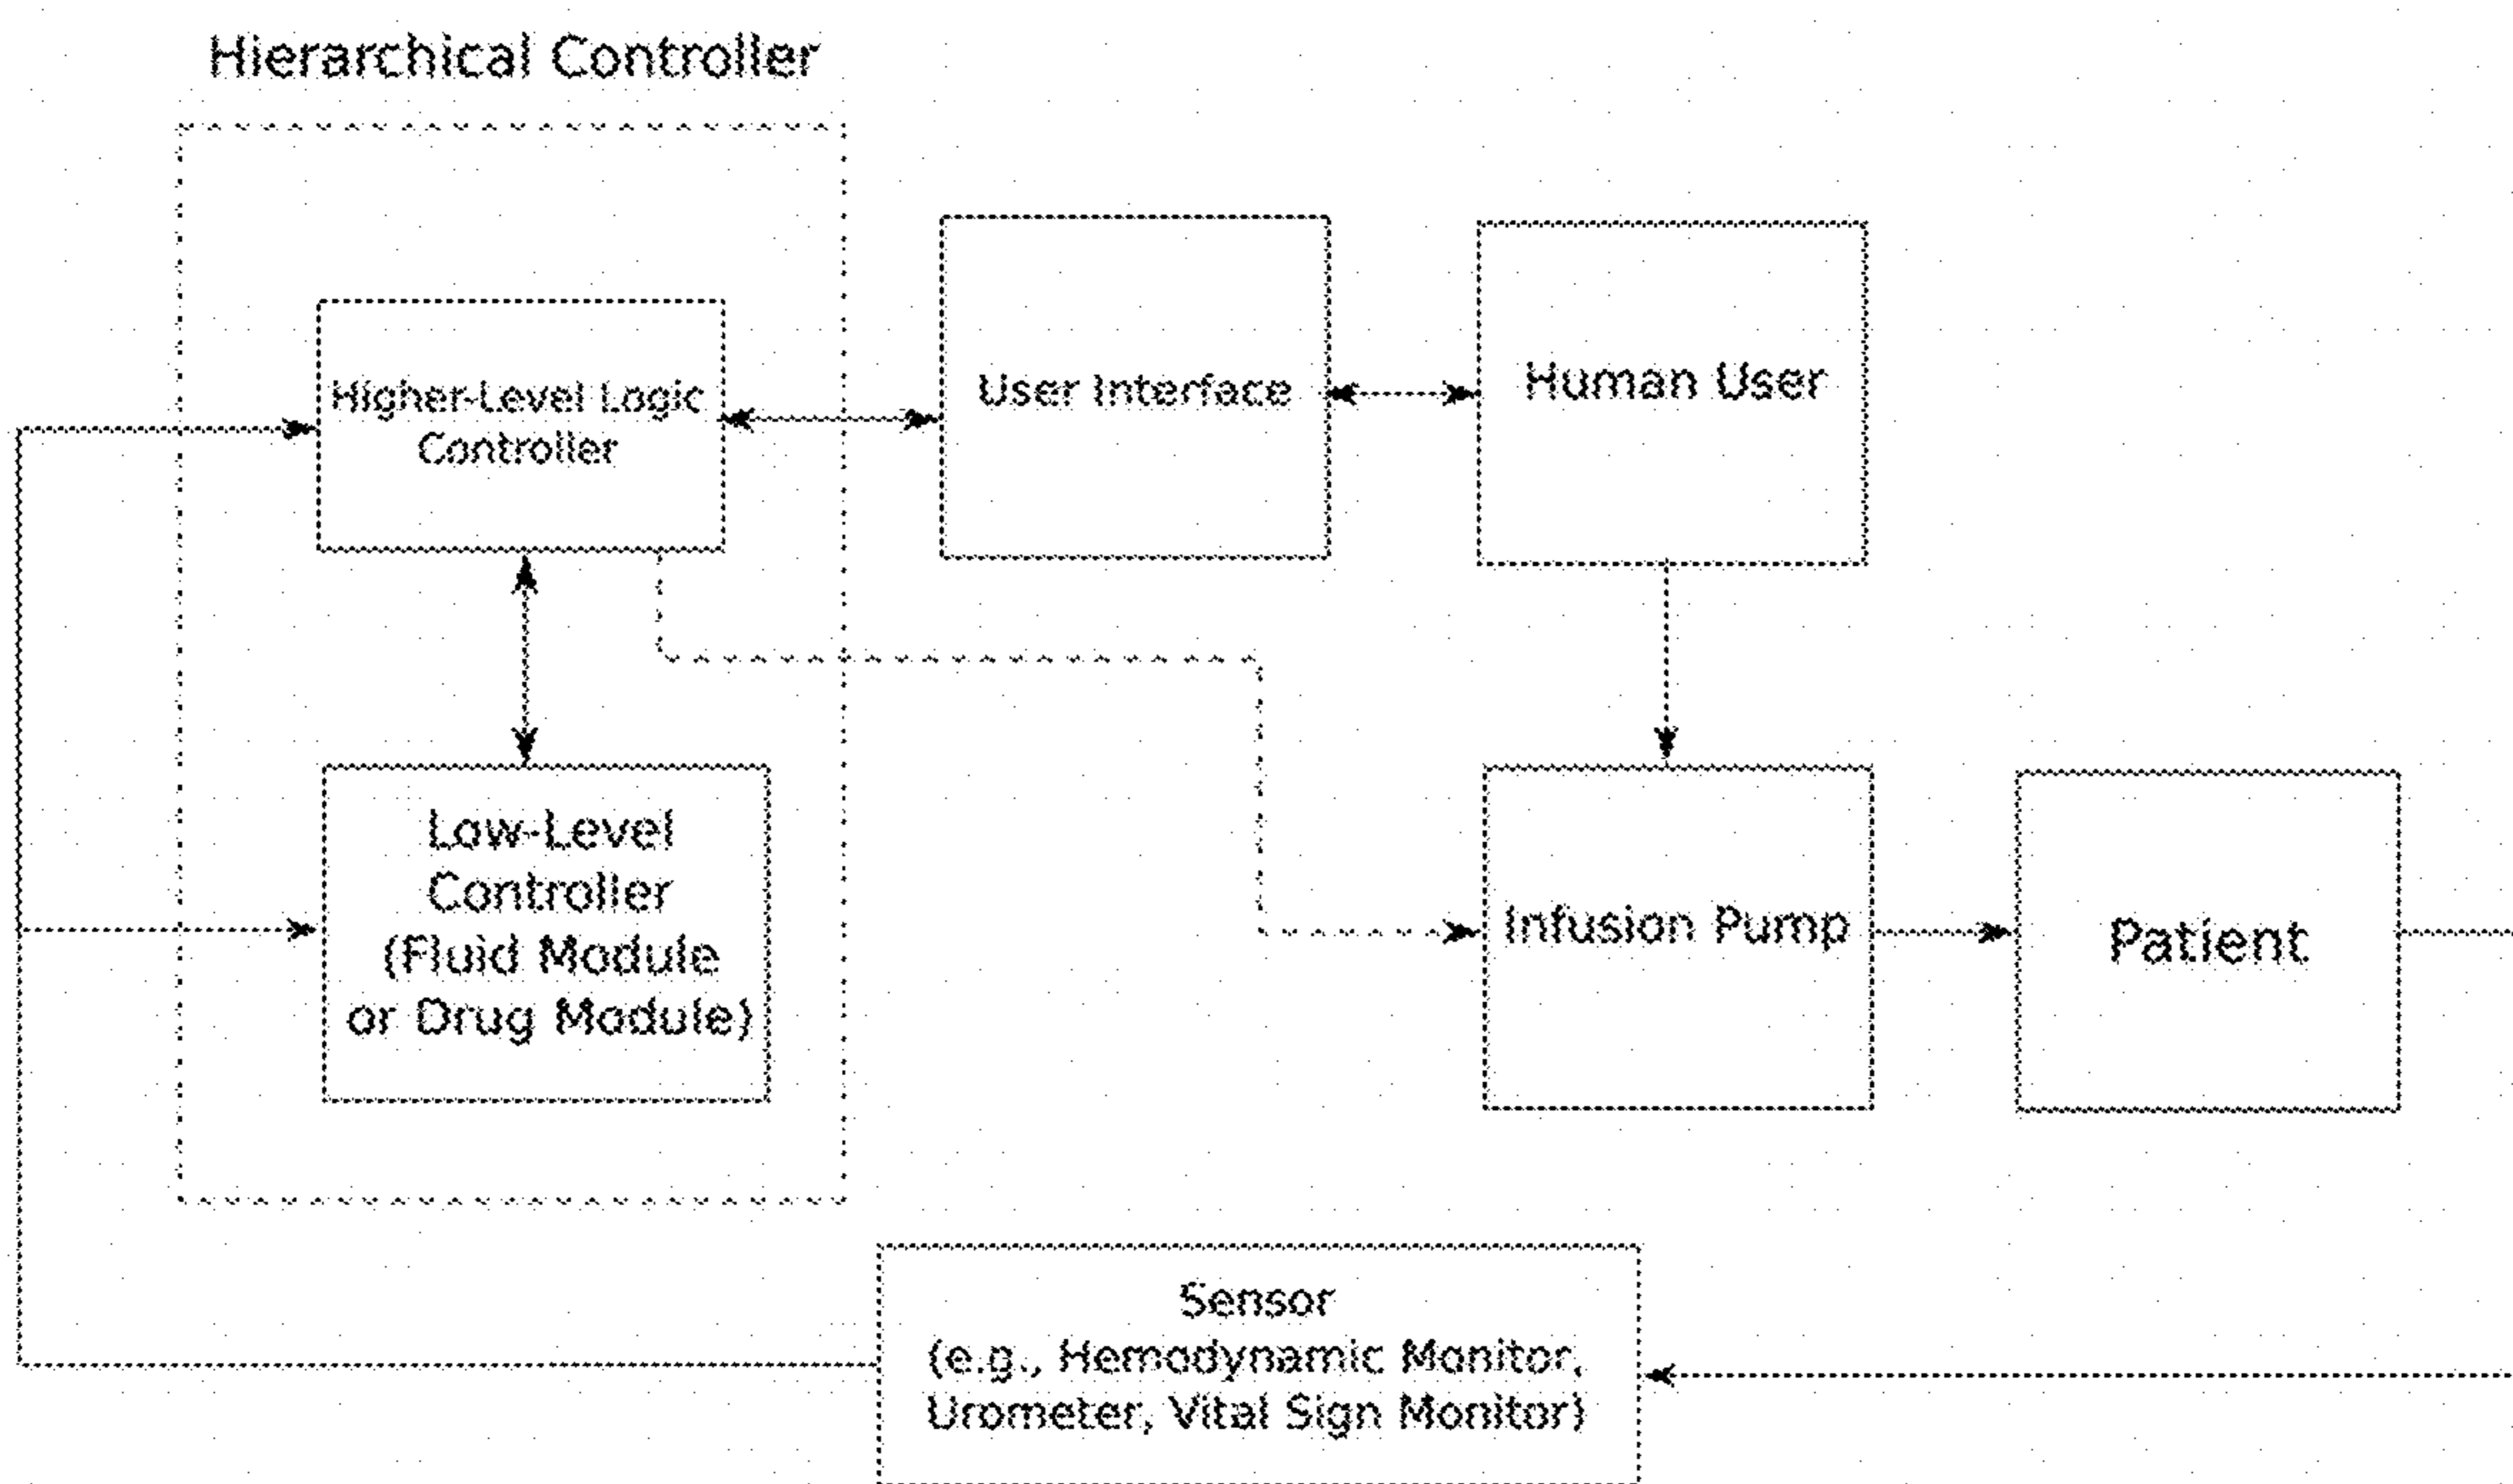 Hierarchical Controller
Higher-Level Logic
Controller
User Interface
Human User
Low-Level
Controller
(Fluid Module
or Drug Module)
Infusion Pump
Patient
Sensor
(e.g., Hemodynamic Monitor,
Urometer, Vital Sign Monitor)